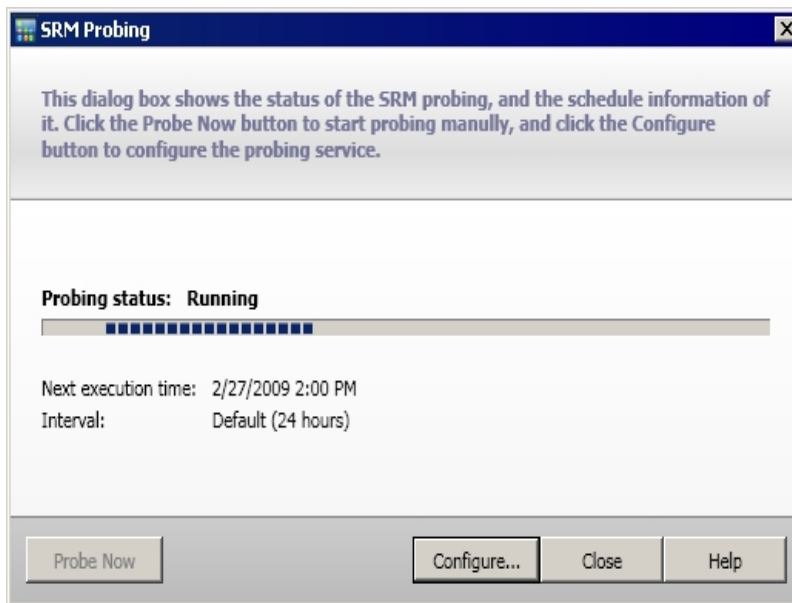 SRM Probing
This dialog box shows the status of the SRM probing, and the schedule information of
it. Click the Probe Now button to start probing manully, and click the Configure
button to configure the probing service.
Probing status: Running
Next execution time: 2/27/2009 2:00 PM
Interval: Default (24 hours)
Probe Now Configure... Close Help